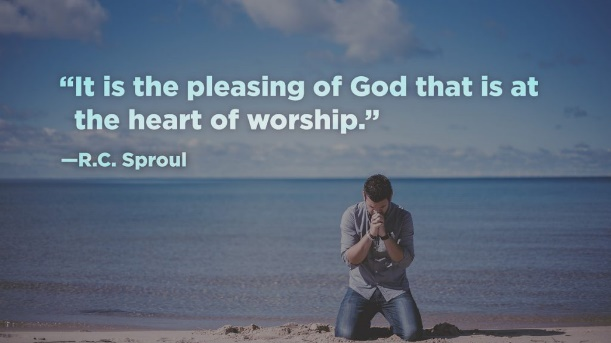 “It is the pleasing of God that is at
the heart of worship.”
—R.C. Sproul